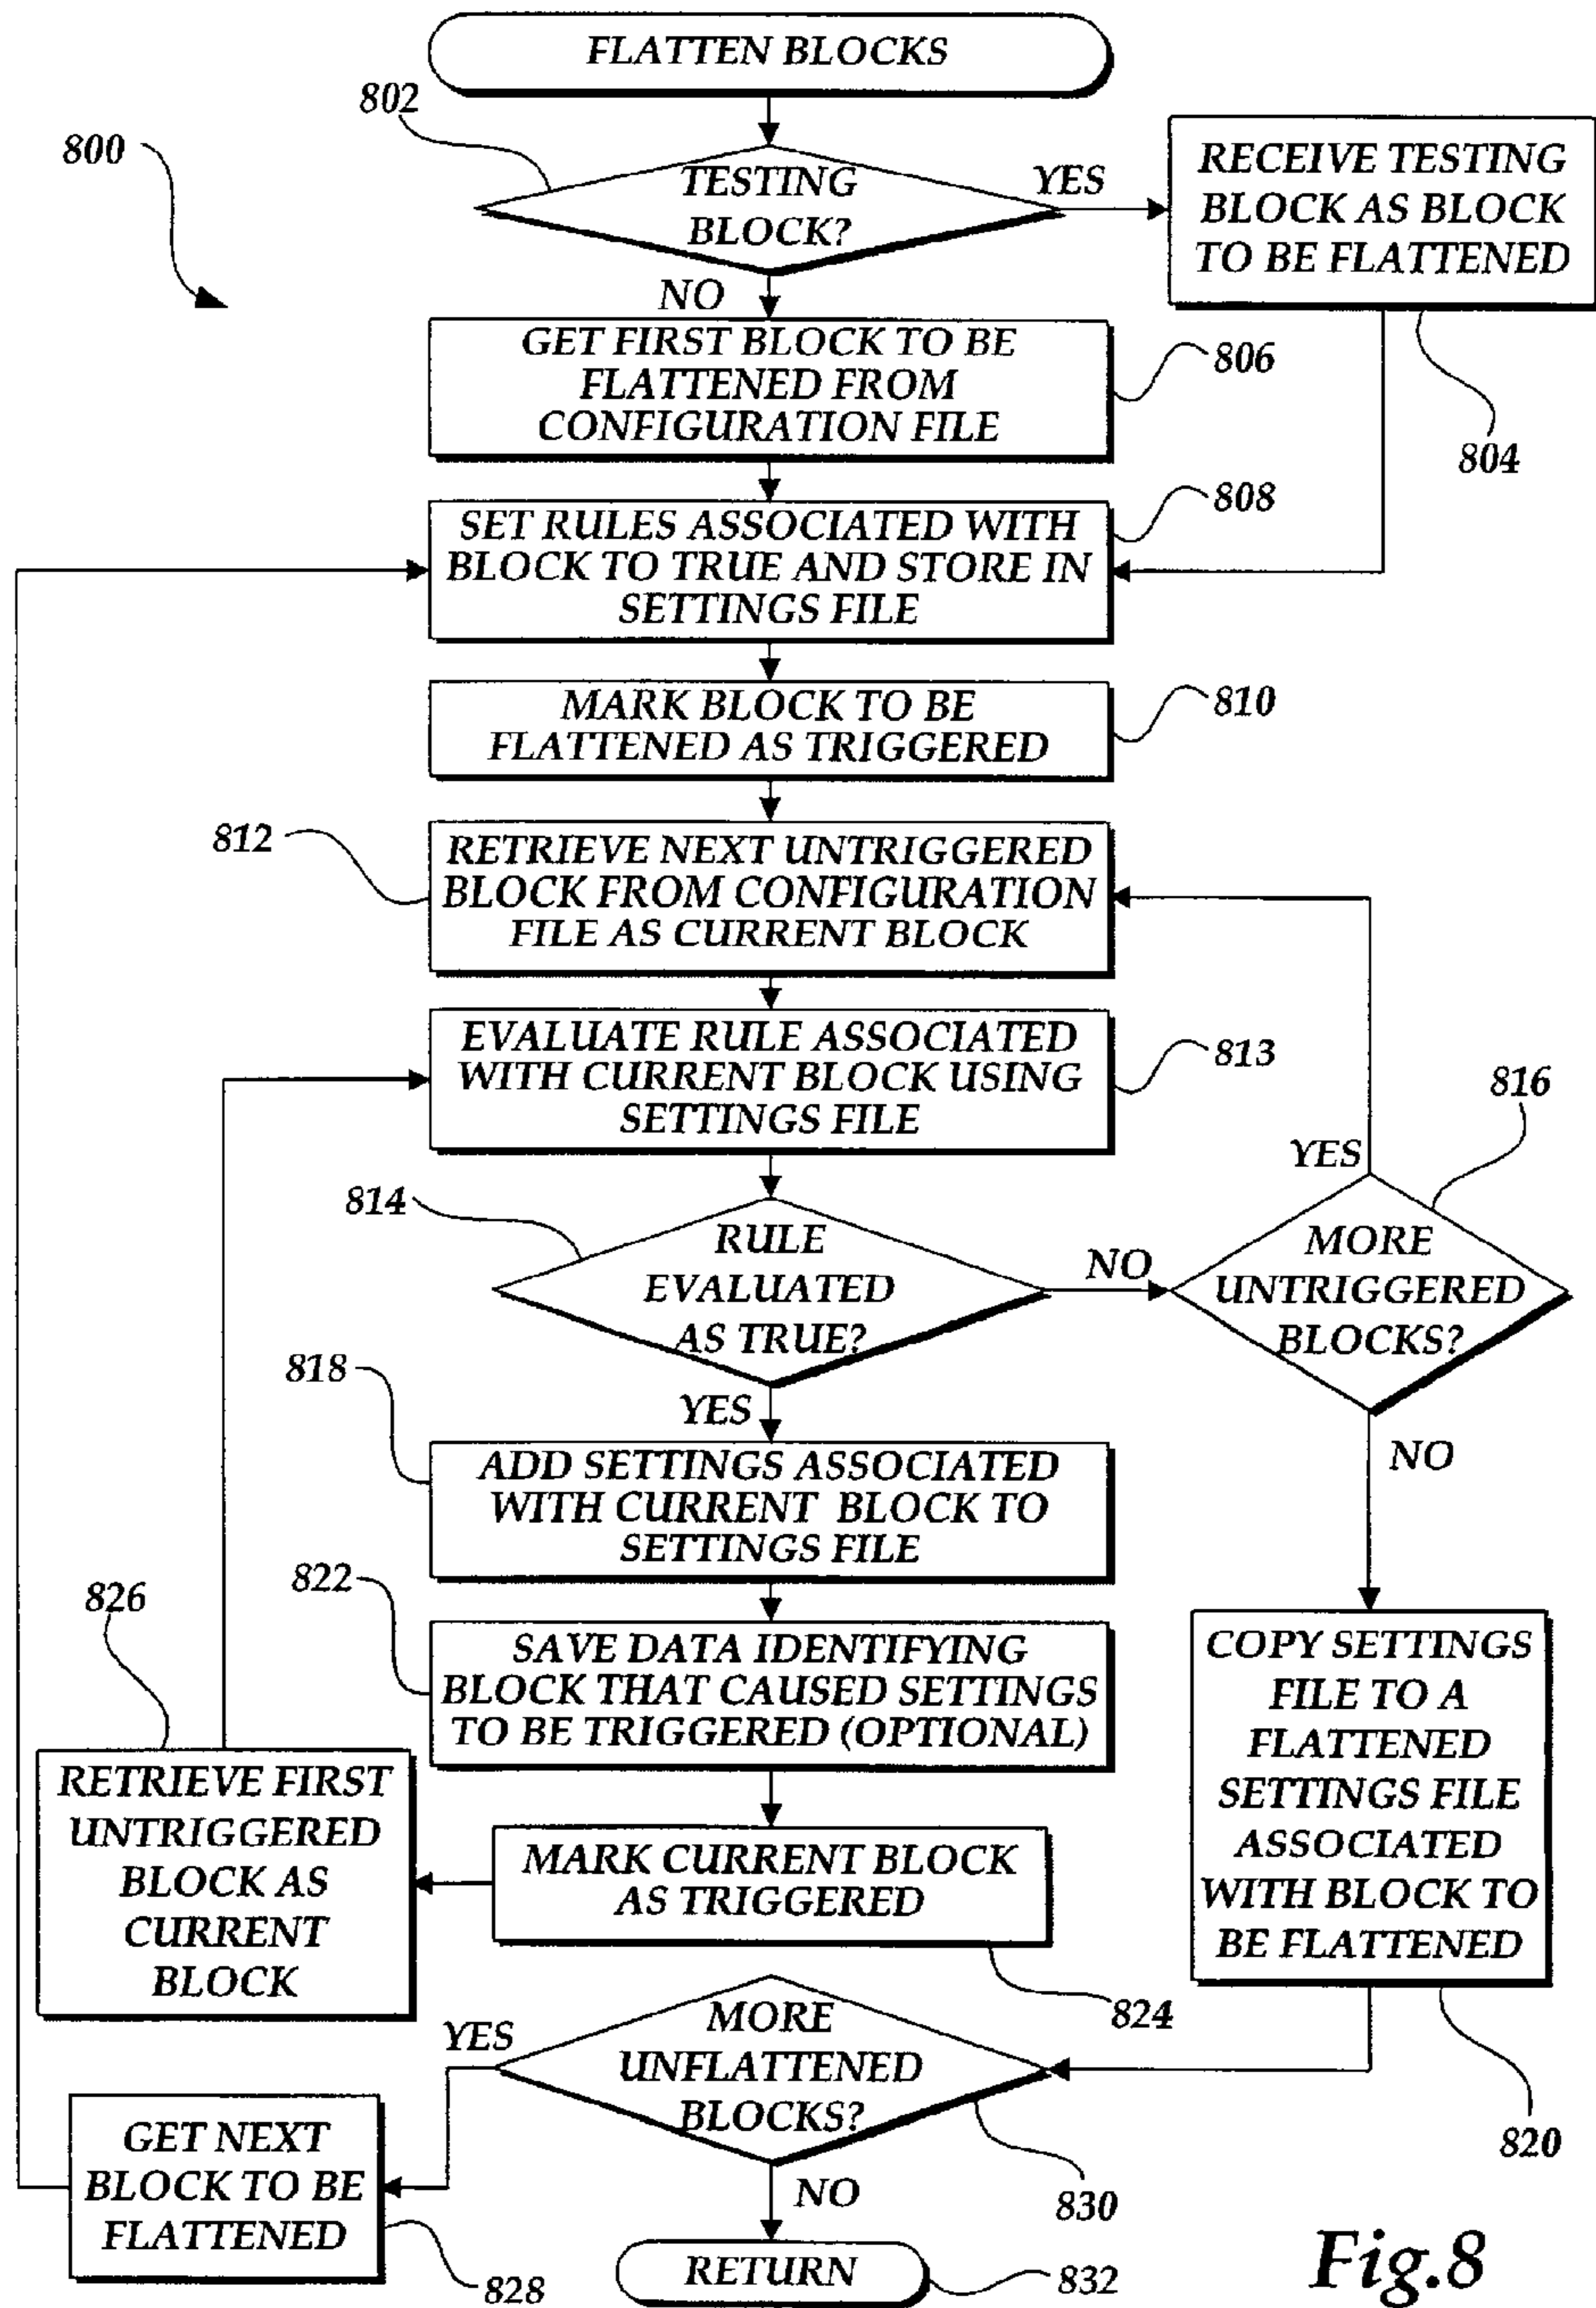 FLATTEN BLOCKS
802
800
TESTING
BLOCK?
YES
RECEIVE TESTING
BLOCK AS BLOCK
TO BE FLATTENED
804
NO
GET FIRST BLOCK TO BE
FLATTENED FROM
CONFIGURATION FILE
806
SET RULES ASSOCIATED WITH
BLOCK TO TRUE AND STORE IN
SETTINGS FILE
808
MARK BLOCK TO BE
FLATTENED AS TRIGGERED
810
812
RETRIEVE NEXT UNTRIGGERED
BLOCK FROM CONFIGURATION
FILE AS CURRENT BLOCK
EVALUATE RULE ASSOCIATED
WITH CURRENT BLOCK USING
SETTINGS FILE
813
814
RULE
EVALUATED
AS TRUE?
NO
816
YES
MORE
UNTRIGGERED
BLOCKS?
NO
YES
818
ADD SETTINGS ASSOCIATED
WITH CURRENT BLOCK TO
SETTINGS FILE
822
SAVE DATA IDENTIFYING
BLOCK THAT CAUSED SETTINGS
TO BE TRIGGERED (OPTIONAL)
COPY SETTINGS
FILE TO A
FLATTENED
SETTINGS FILE
ASSOCIATED
WITH BLOCK TO
BE FLATTENED
820
826
RETRIEVE FIRST
UNTRIGGERED
BLOCK AS
CURRENT
BLOCK
MARK CURRENT BLOCK
AS TRIGGERED
824
YES
MORE
UNFLATTENED
BLOCKS?
830
GET NEXT
BLOCK TO BE
FLATTENED
828
NO
RETURN
832
Fig.8